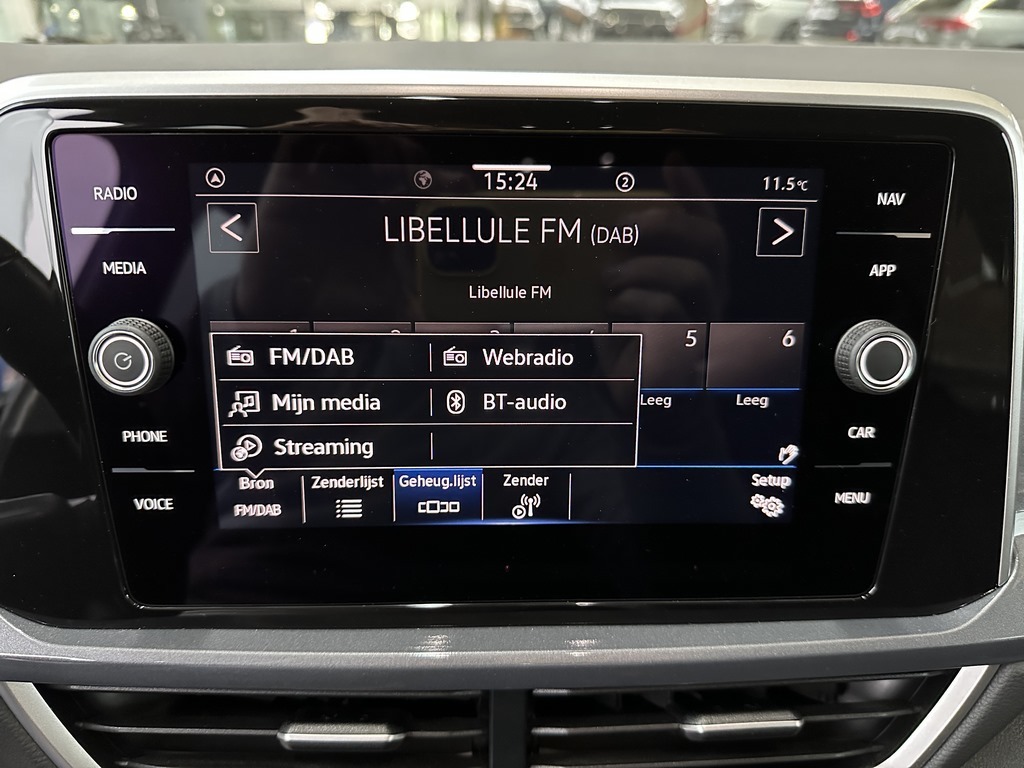 RADIO
MEDIA
PHONE
VOICE
15:24
2
11.5°C
<
LIBELLULE FM (DAB)
>
Libellule FM
5
6
Leeg
Leeg
FM/DAB
Webradio
Mijn media
BT-audio
Streaming
Bron
FM/DAB
Zenderlijst
Geheug.lijst
Zender
Setup
NAV
APP
CAR
MENU